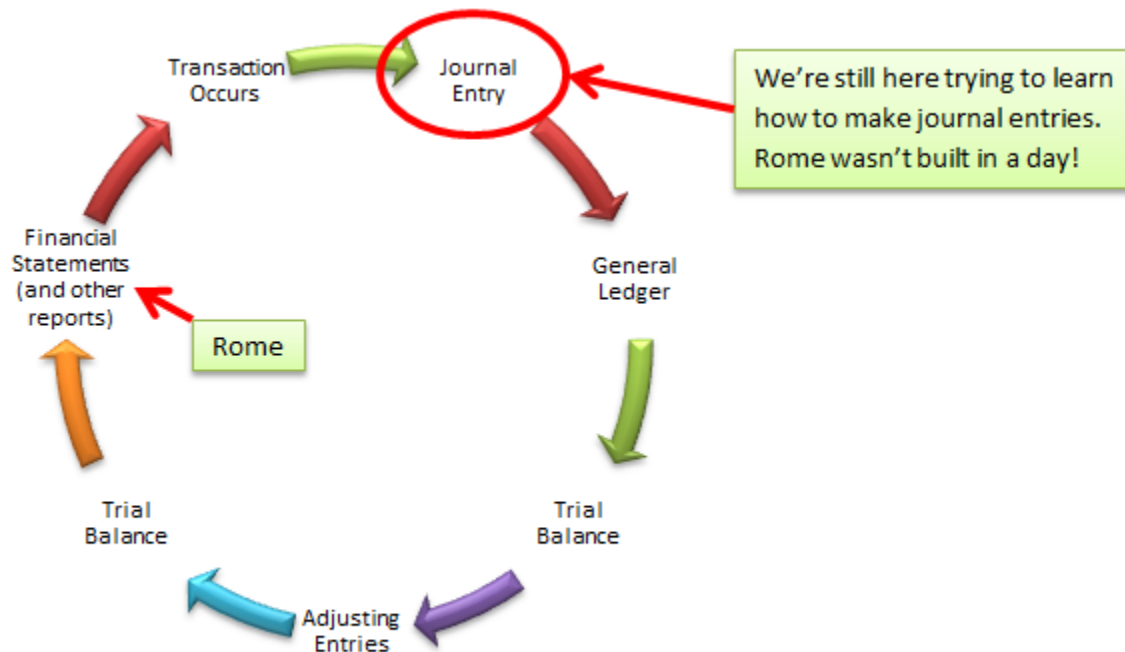 Transaction
Occurs
Journal
Entry
We're still here trying to learn
how to make journal entries.
Rome wasn't built in a day!
General
Ledger
Trial
Balance
Adjusting
Entries
Trial
Balance
Financial
Statements
(and other
reports)
Rome